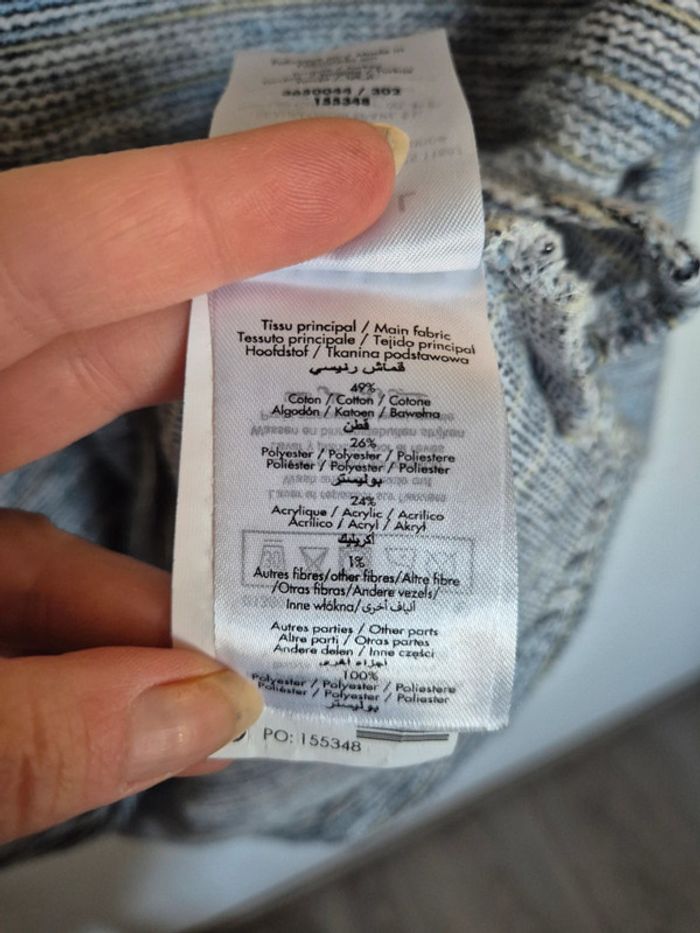 155348
Tissu principal / Main fabric
Tessuto principale / Tejido principal
Hoofdstof / Tkanina podstawowa
قماش رئيسي
49%
Coton / Cotton / Cotone
Algodón / Katoen / Bawełna
قطن
26%
Polyester / Polyester / Poliestere
Poliéster / Polyester / Poliester
بوليستر
24%
Acrylique / Acrylic / Acrilico
Acrílico / Acryl / Akryl
أكريليك
1%
Autres fibres/other fibres/Altre fibre
/Otras fibras/Andere vezels/
Inne włókna/ألياف أخرى
Autres parties / Other parts
Altre parti / Otras partes
Andere delen / Inne części
أجزاء أخرى
100%
Polyester / Polyester / Poliestere
Poliéster / Polyester / Poliester
بوليستر
PO: 155348